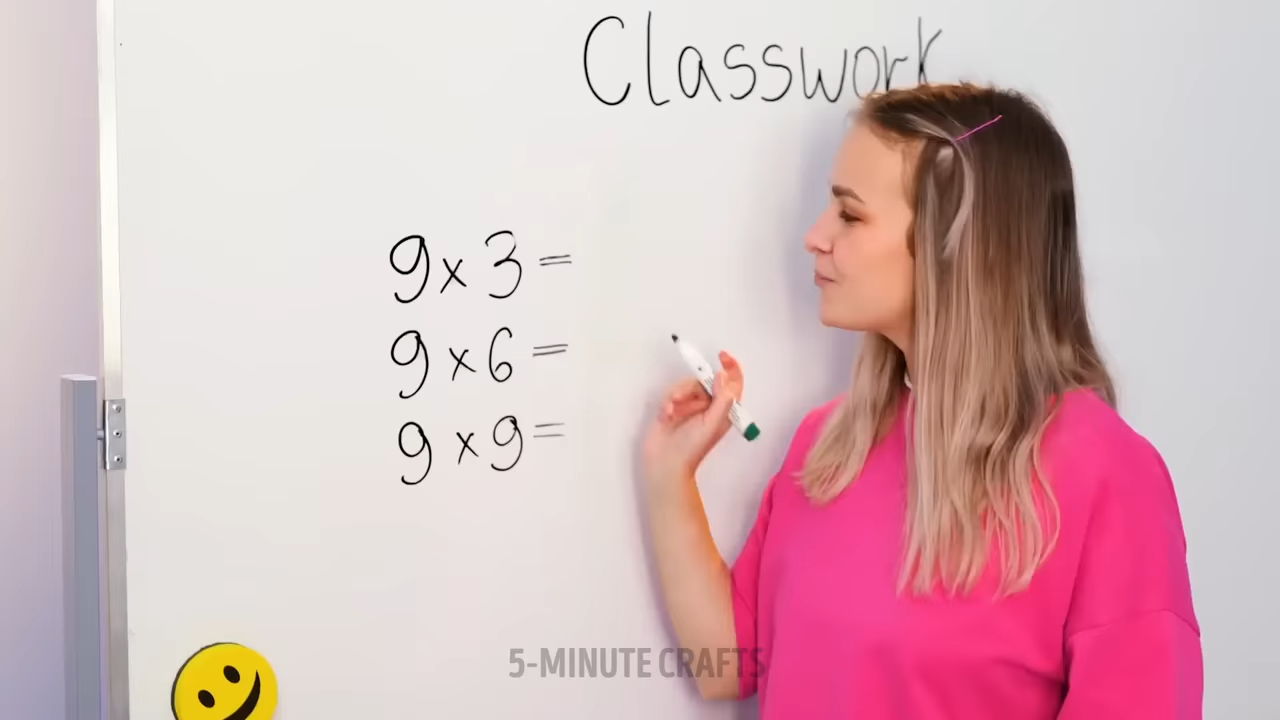 Classwork
9x3=
9x6=
9x9=
5-MINUTE CRAFTS